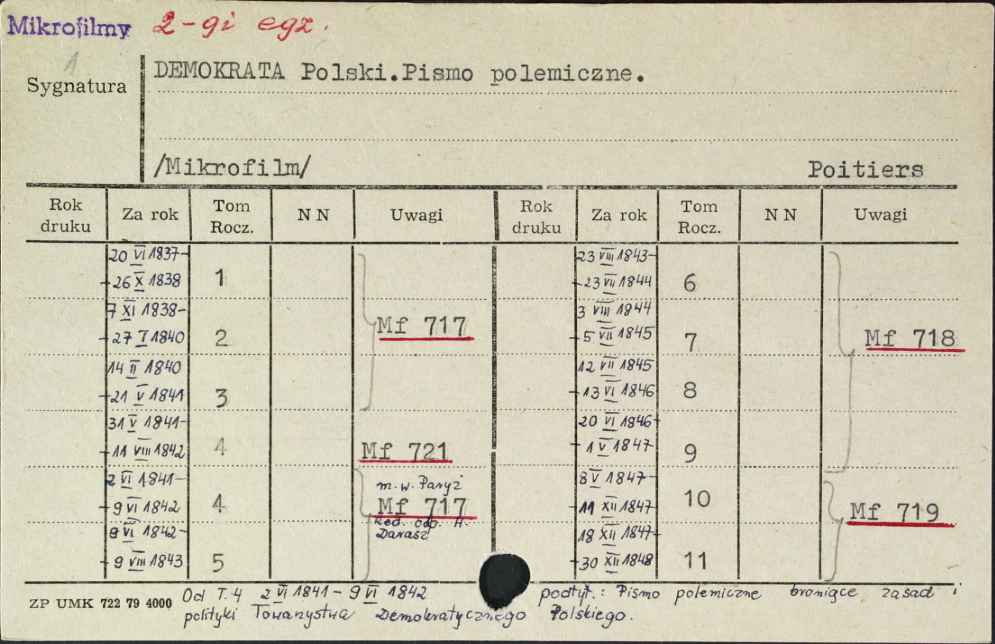 Mikrofilmy 2-gi egz.
1
Sygnatura
DEMOKRATA Polski.Pismo polemiczne.
/Mikrofilm/ Poitiers
Rok druku Za rok Tom Rocz. NN Uwagi Rok druku Za rok Tom Rocz. NN Uwagi
20 VI 1837-
-26 X 1838 1
7 XI 1838-
-27 I 1840 2
Mf 717
14 II 1840
-21 V 1841 3
31 V 1841-
-11 VIII 1842 4 Mf 721
2 VI 1841-
-9 VI 1842 4
m.w. Paryż
Mf 717
Red. odp. H.
Darasz
8 VI 1842-
-9 VIII 1843 5
23 VIII 1843-
-23 VII 1844 6
3 VIII 1844
-5 VII 1845 7 Mf 718
12 VII 1845
-13 VI 1846 8
20 VI 1846-
-1 V 1847- 9
8 V 1847-
11 XII 1847 10
Mf 719
18 XII 1847-
-30 XII 1848 11
ZP UMK 722 79 4000
Od T. 4 2 VI 1841 - 9 VI 1842 podtyt.: Pismo polemiczne broniące zasad i
polityki Towarzystwa Demokratycznego Polskiego.